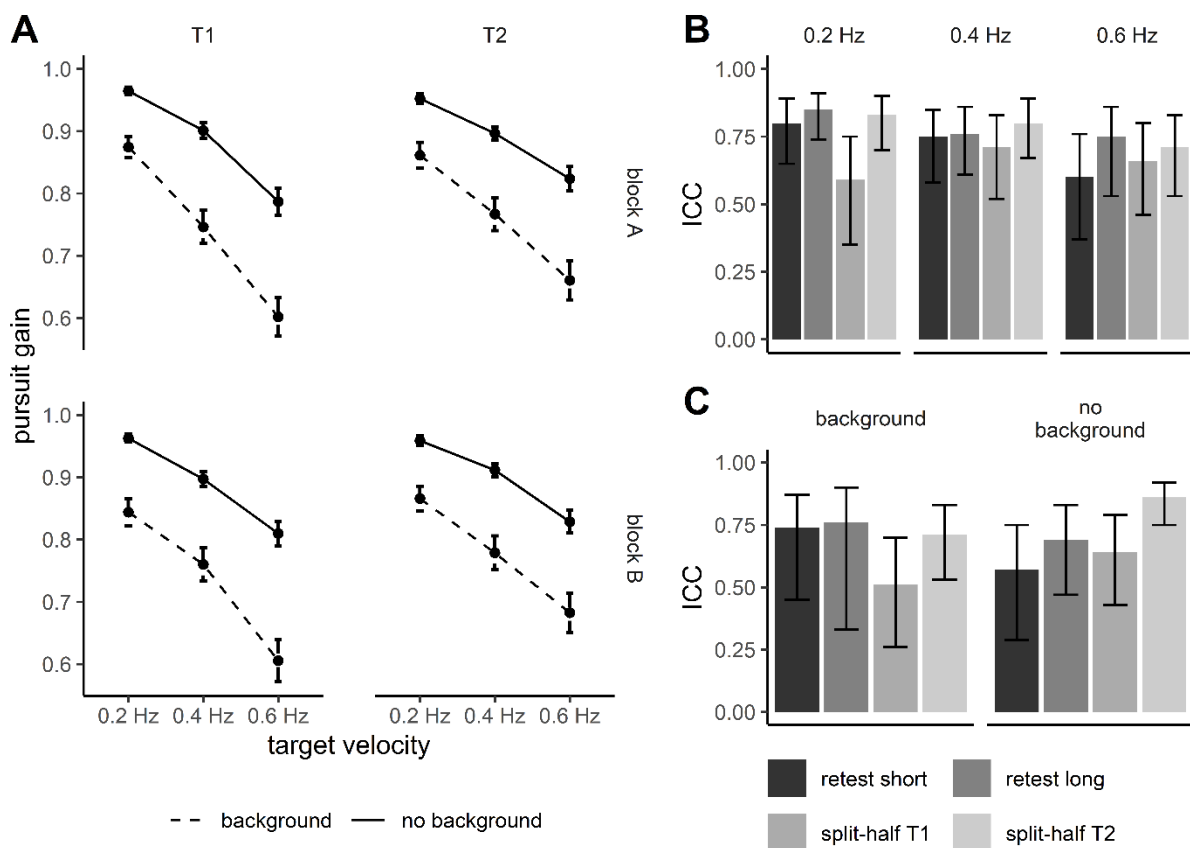 A
T1
T2
1.0
0.9
0.8
0.7
0.6
block A
1.0
0.9
0.8
0.7
0.6
block B
pursuit gain
0.2 Hz 0.4 Hz 0.6 Hz
0.2 Hz 0.4 Hz 0.6 Hz
target velocity
background
no background
B
0.2 Hz
0.4 Hz
0.6 Hz
1.00
0.75
0.50
0.25
0.00
ICC
C
background
no
background
1.00
0.75
0.50
0.25
0.00
ICC
retest short
retest long
split-half T1
split-half T2